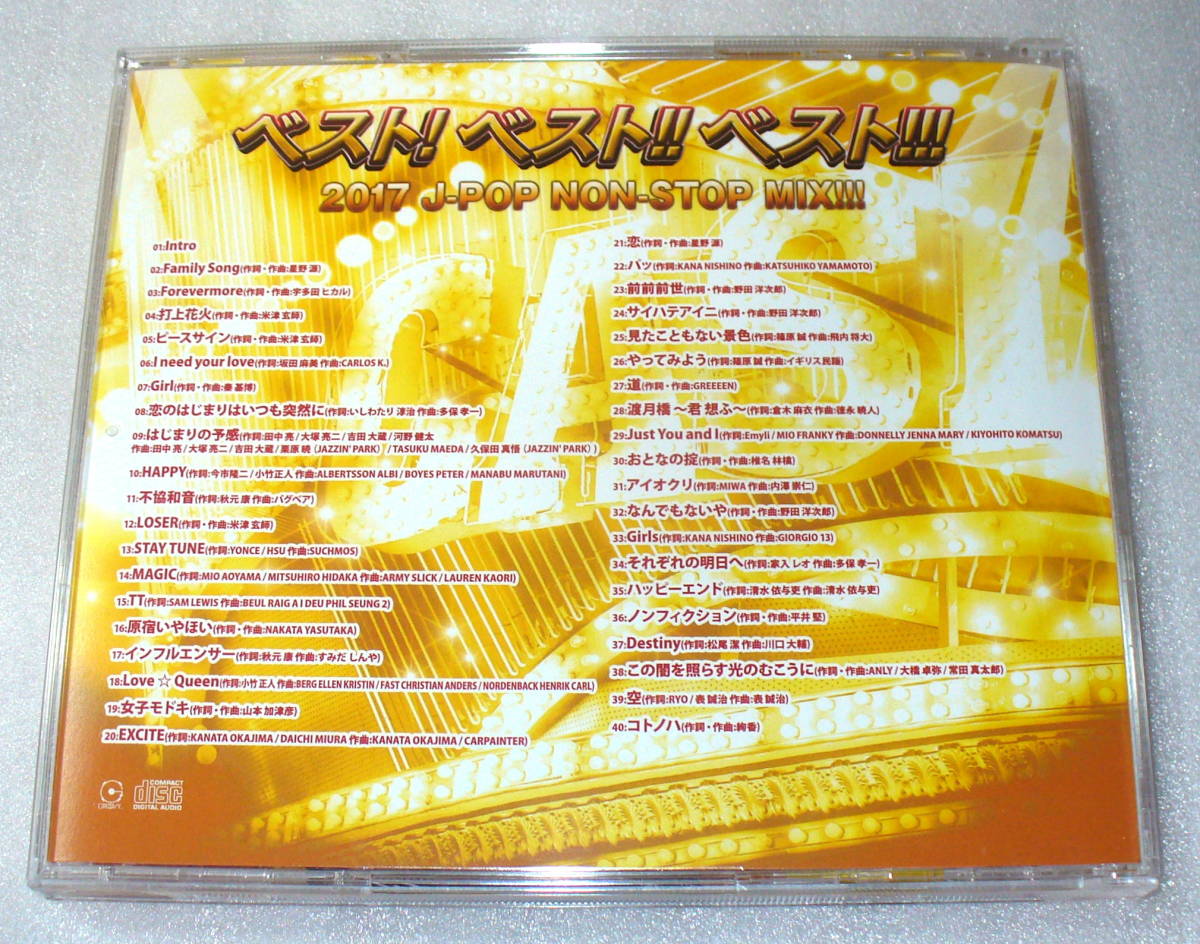 ベスト! ベスト!! ベスト!!!
2017 J-POP NON-STOP MIX!!!
01:Intro
02:Family Song(作詞・作曲:星野 源)
03:Forevermore(作詞・作曲:宇多田 ヒカル)
04:打上花火(作詞・作曲:米津 玄師)
05:ピースサイン(作詞・作曲:米津 玄師)
06:I need your love(作詞:坂田 麻美 作曲:CARLOS K.)
07:Girl(作詞・作曲:秦 基博)
08:恋のはじまりはいつも突然に(作詞:いしわたり 淳治 作曲:多保 孝一)
09:はじまりの予感(作詞:田中 亮/大塚 亮二/吉田 大蔵/河野 健太
作曲:田中 亮/大塚 亮二/吉田 大蔵/栗原 暁(JAZZIN' PARK)/TASUKU MAEDA/久保田 真悟(JAZZIN' PARK))
10:HAPPY(作詞:今市隆二/小竹正人 作曲:ALBERTSSON ALBI/BOYES PETER/MANABU MARUTANI)
11:不協和音(作詞:秋元 康 作曲:バグベア)
12:LOSER(作詞・作曲:米津 玄師)
13:STAY TUNE(作詞:YONCE/HSU 作曲:SUCHMOS)
14:MAGIC(作詞:MIO AOYAMA/MITSUHIRO HIDAKA 作曲:ARMY SLICK/LAUREN KAORI)
15:TT(作詞:SAM LEWIS 作曲:BEUL RAIG A I DEU PHIL SEUNG 2)
16:原宿いやほい(作詞・作曲:NAKATA YASUTAKA)
17:インフルエンサー(作詞:秋元 康 作曲:すみだ しんや)
18:Love☆Queen(作詞:小竹 正人 作曲:BERG ELLEN KRISTIN/FAST CHRISTIAN ANDERS/NORDENBACK HENRIK CARL)
19:女子モドキ(作詞・作曲:山本 加津彦)
20:EXCITE(作詞:KANATA OKAJIMA/DAICHI MIURA 作曲:KANATA OKAJIMA/CARPAINTER)
21:恋(作詞・作曲:星野 源)
22:パッ(作詞:KANA NISHINO 作曲:KATSUHIKO YAMAMOTO)
23:前前前世(作詞・作曲:野田 洋次郎)
24:サイハテアイニ(作詞・作曲:野田 洋次郎)
25:見たこともない景色(作詞:篠原 誠 作曲:飛内 将大)
26:やってみよう(作詞:篠原 誠 作曲:イギリス民謡)
27:道(作詞・作曲:GREEEEN)
28:渡月橋 〜君 想ふ〜(作詞:倉木 麻衣 作曲:徳永 暁人)
29:Just You and I(作詞:Emyli/MIO FRANKY 作曲:DONNELLY JENNA MARY/KIYOHITO KOMATSU)
30:おとなの掟(作詞・作曲:椎名 林檎)
31:アイオクリ(作詞:MIWA 作曲:内澤 崇仁)
32:なんでもないや(作詞・作曲:野田 洋次郎)
33:Girls(作詞:KANA NISHINO 作曲:GIORGIO 13)
34:それぞれの明日へ(作詞:家入 レオ 作曲:多保 孝一)
35:ハッピーエンド(作詞:清水 依与吏 作曲:清水 依与吏)
36:ノンフィクション(作詞・作曲:平井 堅)
37:Destiny(作詞:松尾 潔 作曲:川口 大輔)
38:この闇を照らす光のむこうに(作詞・作曲:ANLY/大橋 卓弥/常田 真太郎)
39:空(作詞:RYO/表 誠治 作曲:表 誠治)
40:コトノハ(作詞・作曲:絢香)
COMPACT
disc
DIGITAL AUDIO